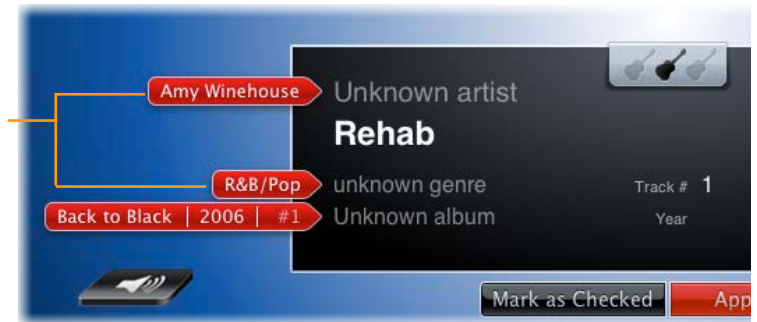 Amy Winehouse Unknown artist
Rehab
R&B/Pop unknown genre Track # 1
Back to Black | 2006 | #1 Unknown album Year
Mark as Checked App